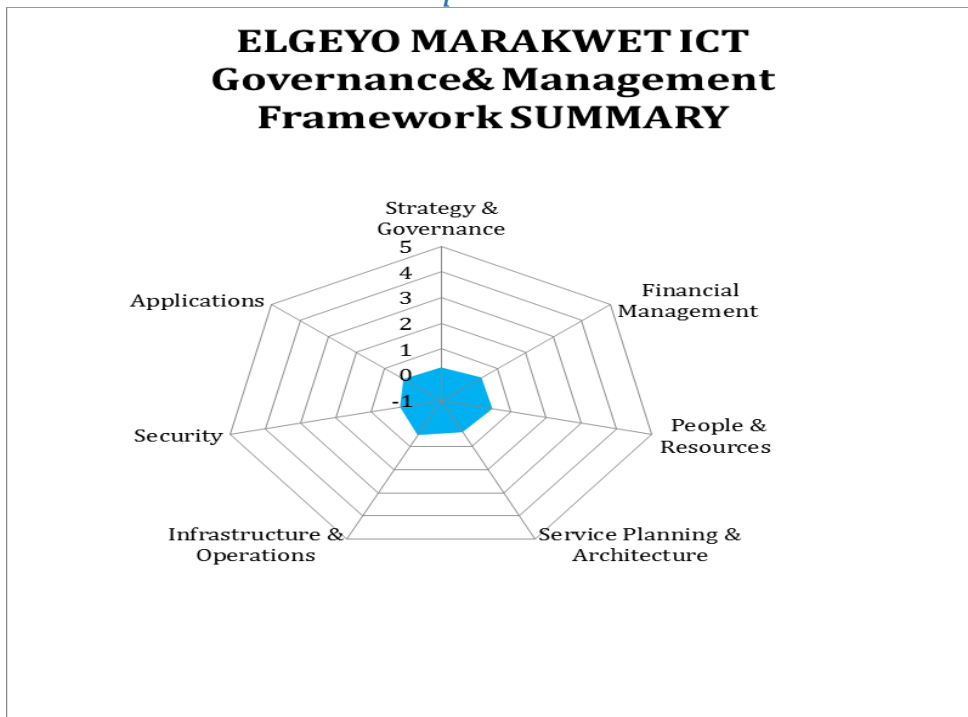 ELGEYO MARAKWET ICT
Governance& Management
Framework SUMMARY
Strategy &
Governance
5
4
3
2
1
0
-1
Applications
Financial
Management
Security
People &
Resources
Infrastructure &
Operations
Service Planning &
Architecture